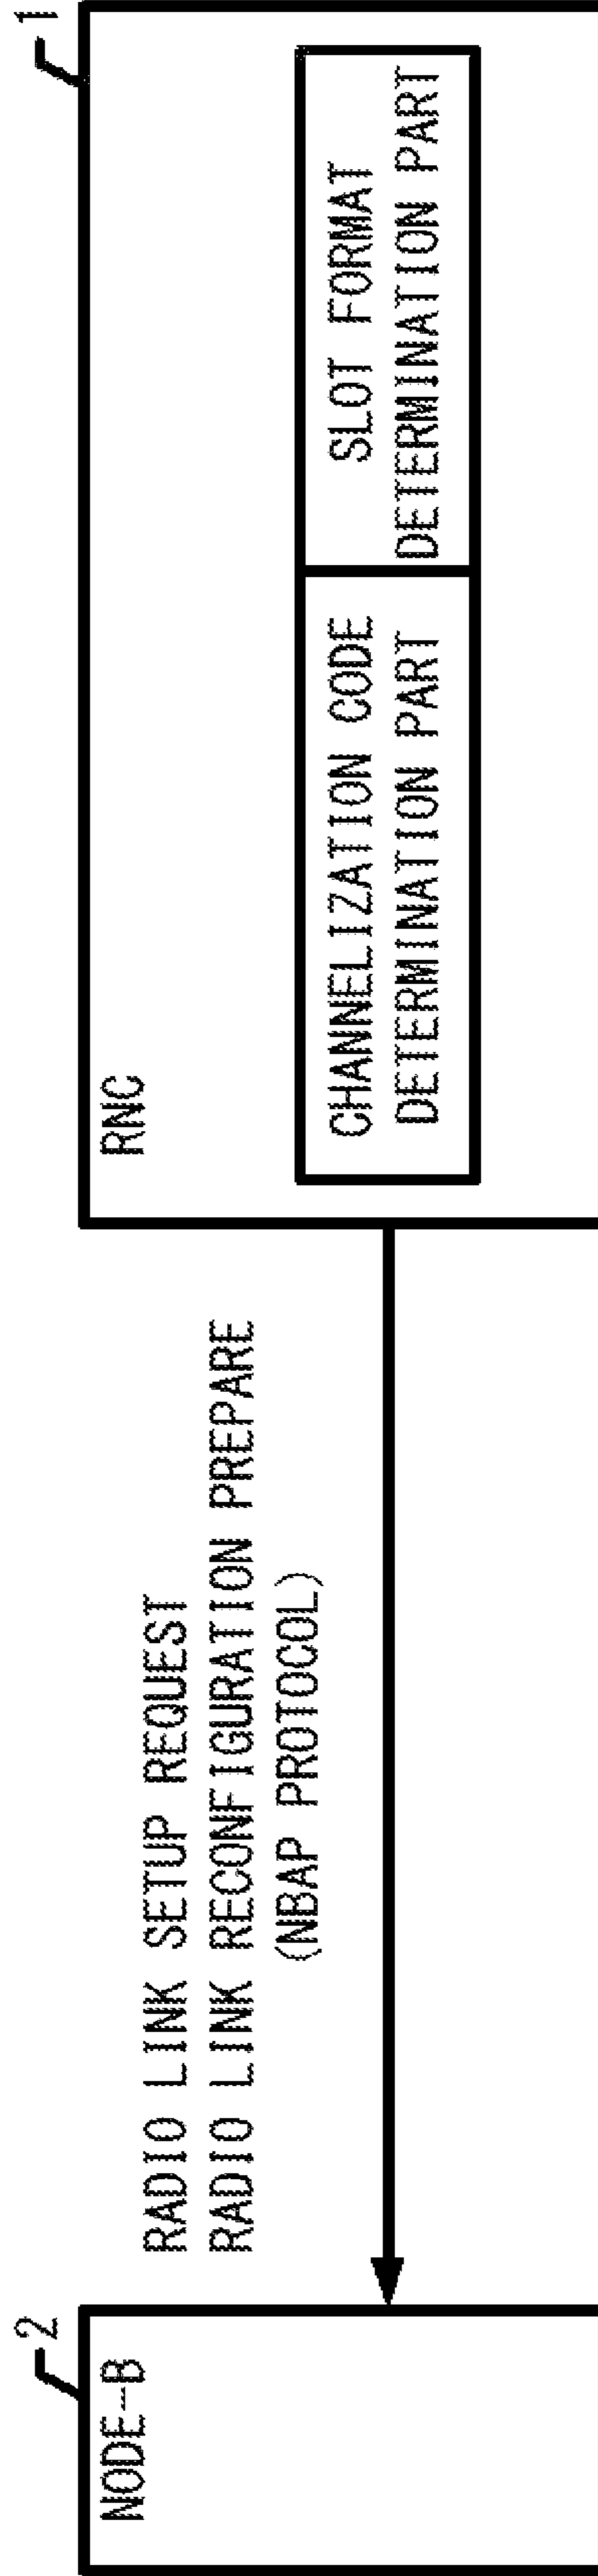 2
NODE-B
RADIO LINK SETUP REQUEST
RADIO LINK RECONFIGURATION PREPARE
(NBAP PROTOCOL)
1
RNC
CHANNELIZATION CODE
DETERMINATION PART
SLOT FORMAT
DETERMINATION PART